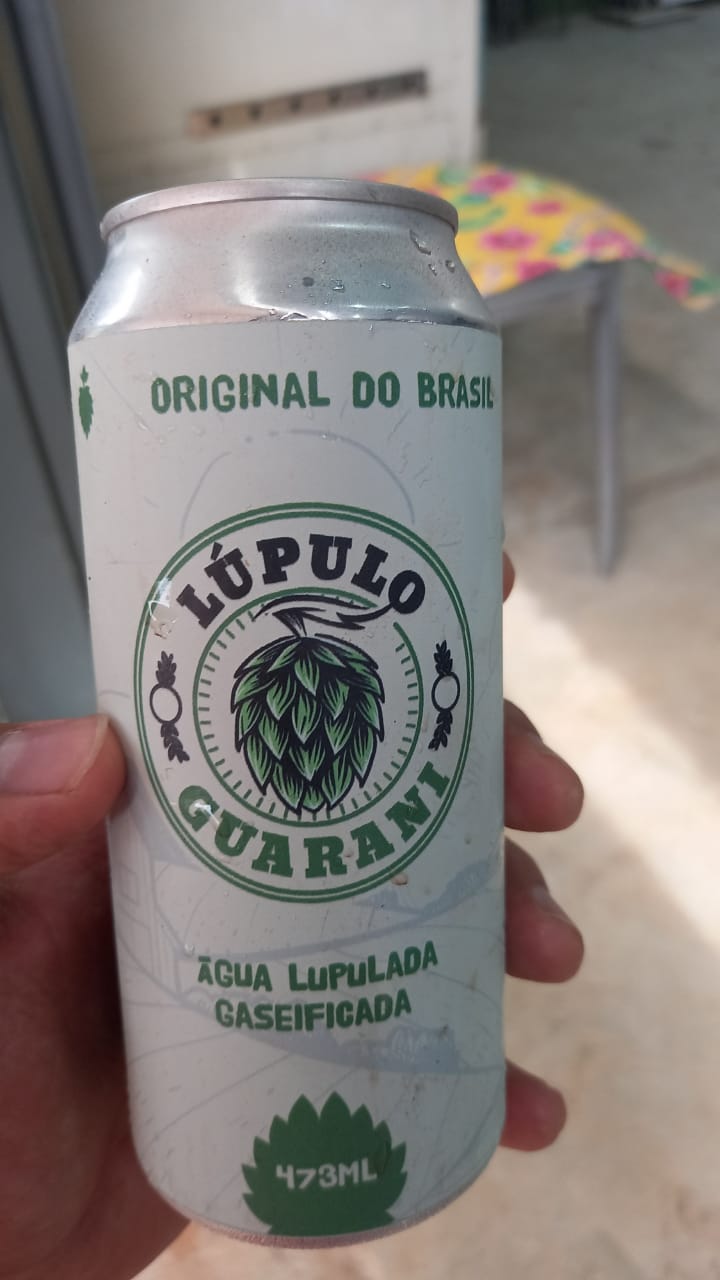 ORIGINAL DO BRASIL
LÚPULO
GUARANI
ÁGUA LUPULADA
GASEIFICADA
473ML